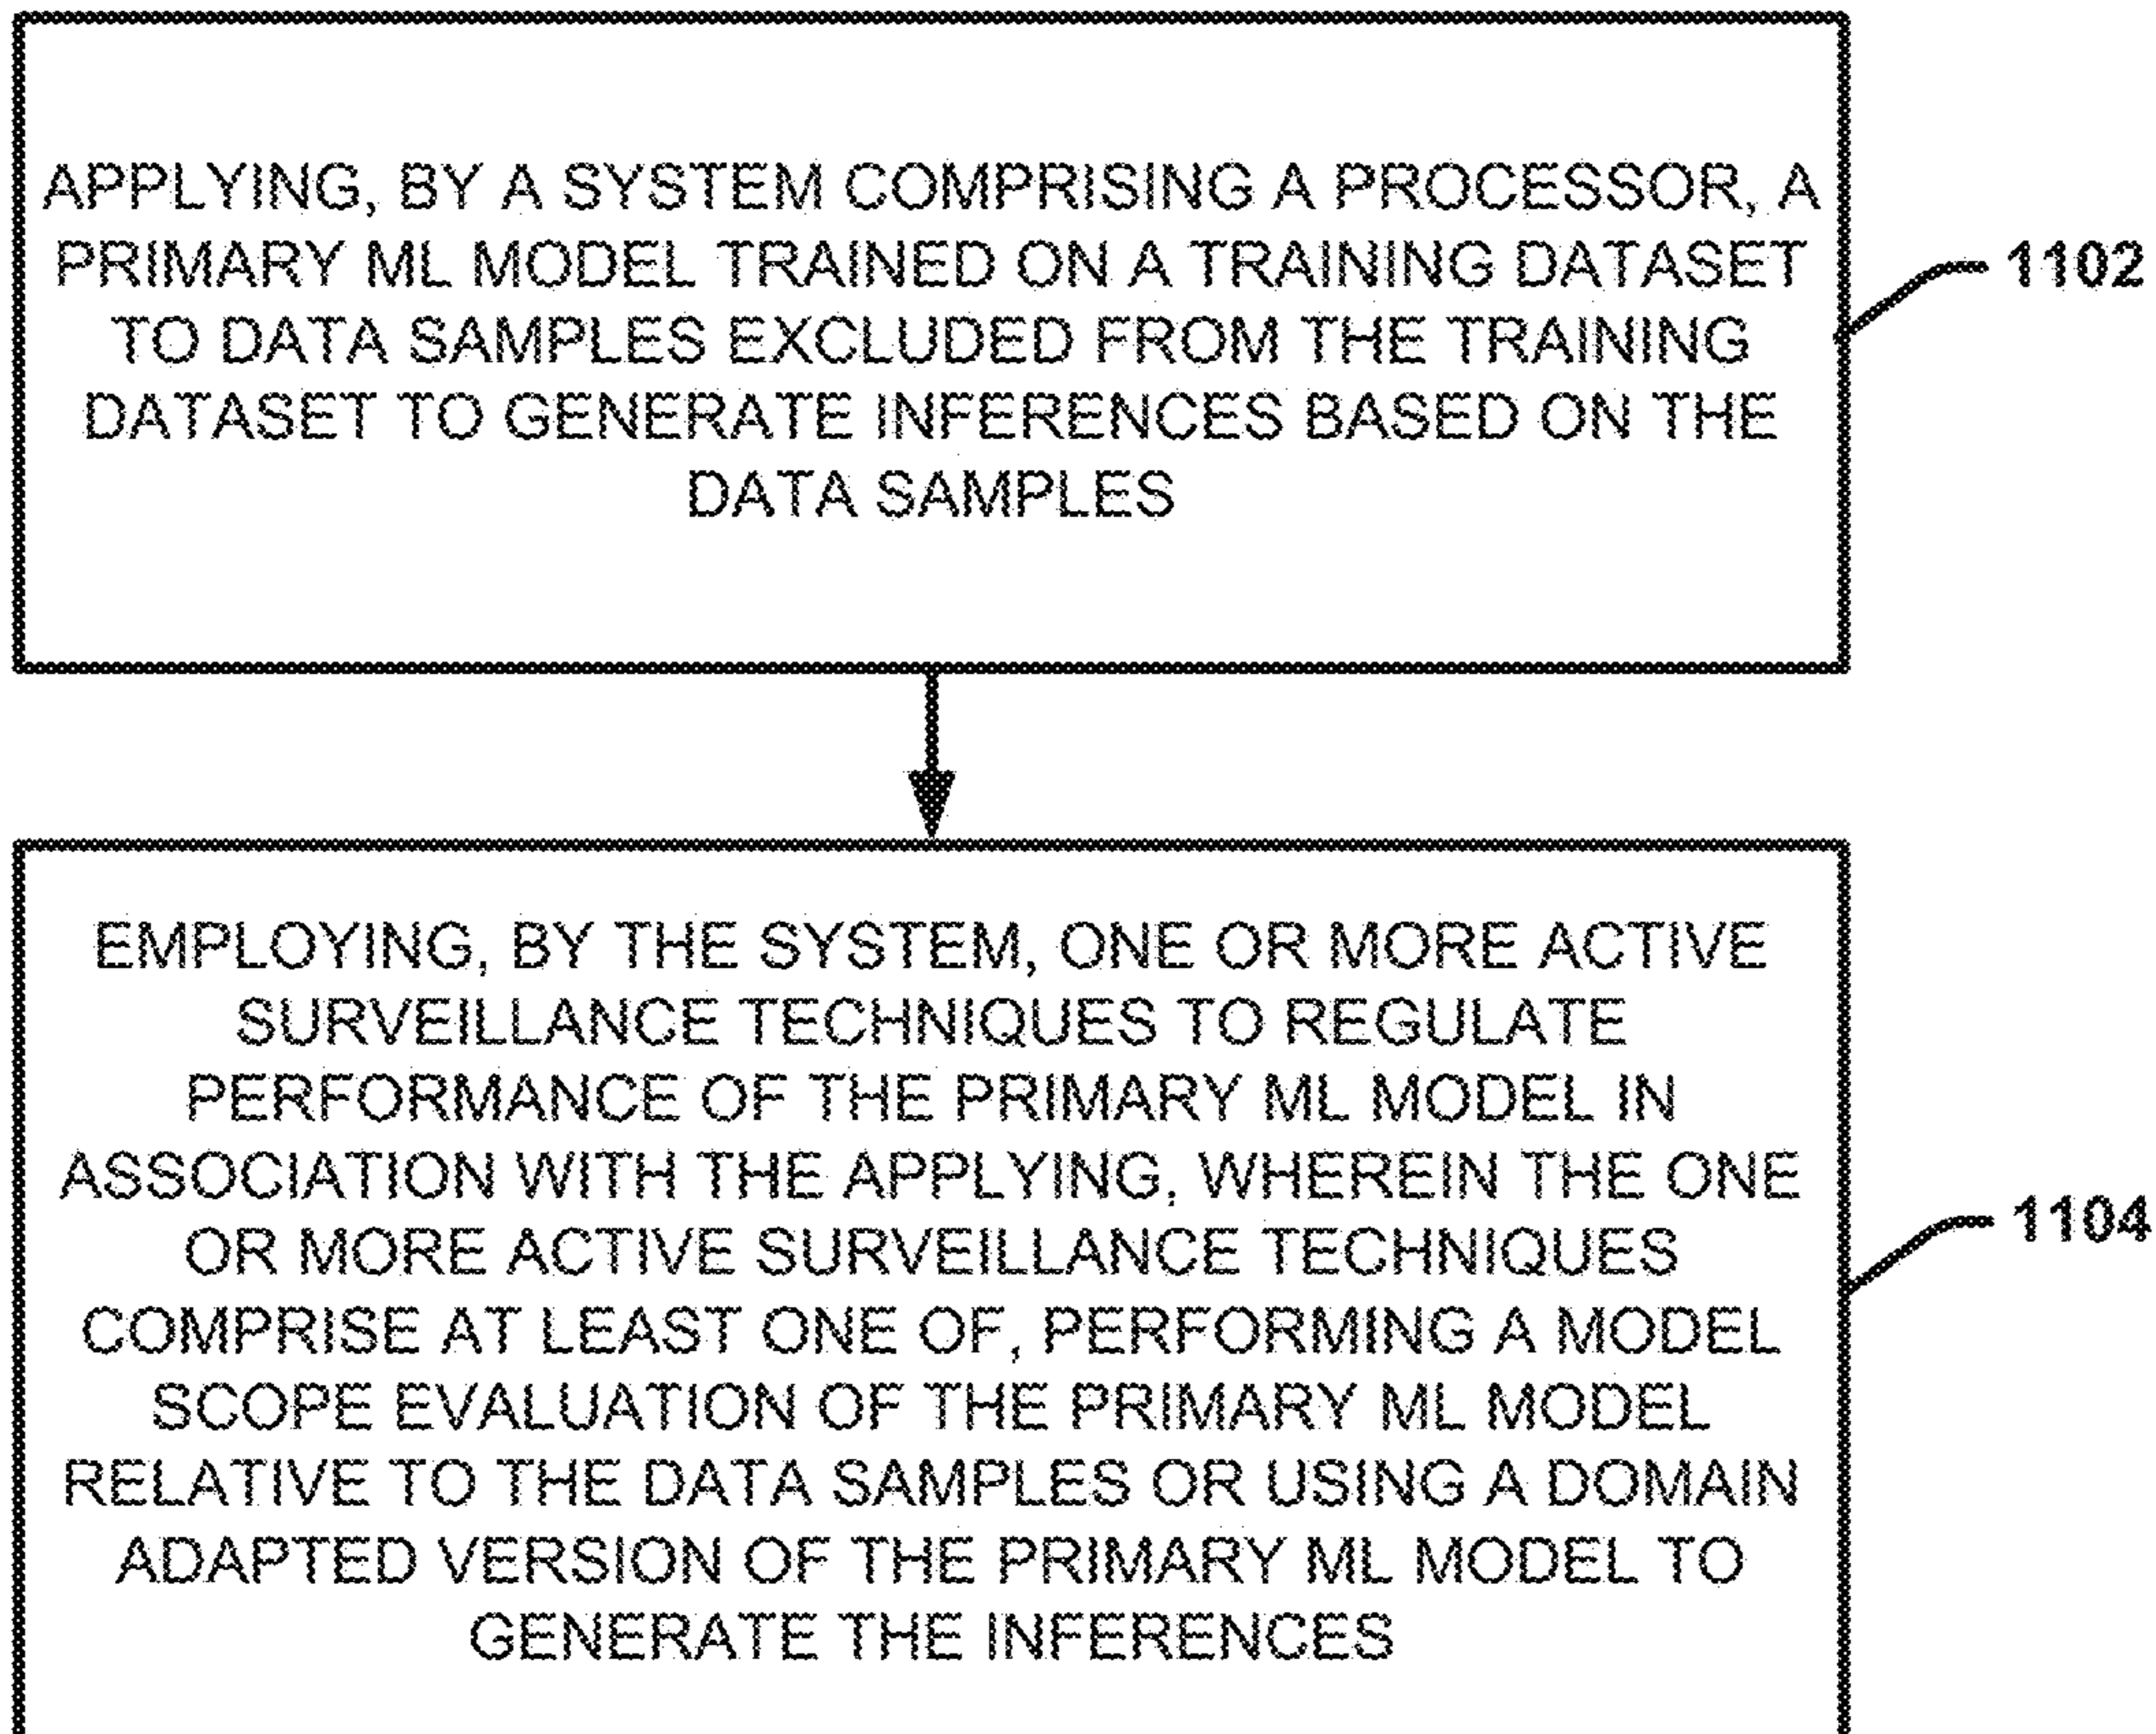 APPLYING, BY A SYSTEM COMPRISING A PROCESSOR, A
PRIMARY ML MODEL TRAINED ON A TRAINING DATASET
TO DATA SAMPLES EXCLUDED FROM THE TRAINING
DATASET TO GENERATE INFERENCES BASED ON THE
DATA SAMPLES
1102
EMPLOYING, BY THE SYSTEM, ONE OR MORE ACTIVE
SURVEILLANCE TECHNIQUES TO REGULATE
PERFORMANCE OF THE PRIMARY ML MODEL IN
ASSOCIATION WITH THE APPLYING, WHEREIN THE ONE
OR MORE ACTIVE SURVEILLANCE TECHNIQUES
COMPRISE AT LEAST ONE OF, PERFORMING A MODEL
SCOPE EVALUATION OF THE PRIMARY ML MODEL
RELATIVE TO THE DATA SAMPLES OR USING A DOMAIN
ADAPTED VERSION OF THE PRIMARY ML MODEL TO
GENERATE THE INFERENCES
1104